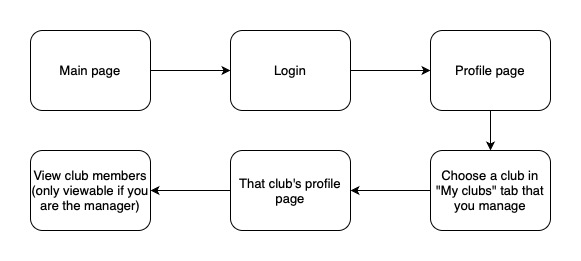 Main page
Login
Profile page
View club members
(only viewable if you
are the manager)
That club's profile
page
Choose a club in
"My clubs" tab that
you manage